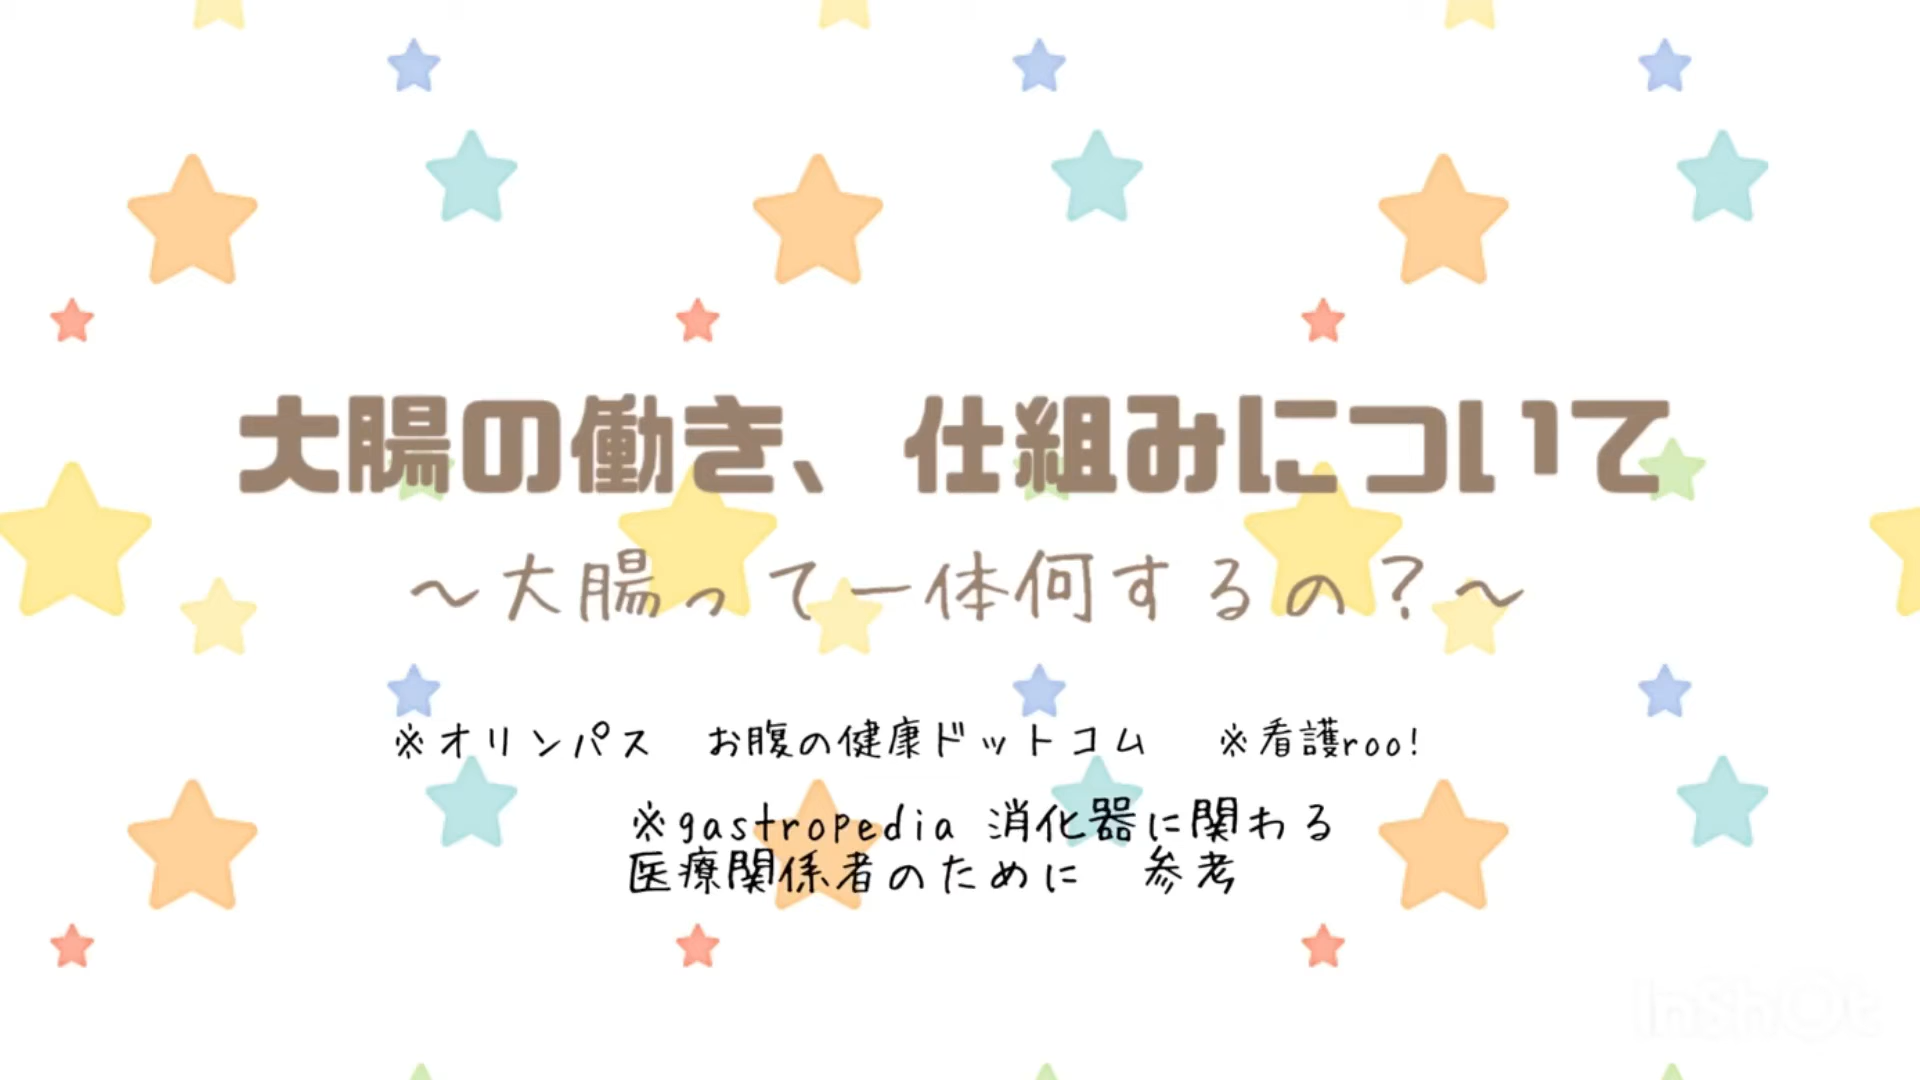 大腸の働き、仕組みについて
～大腸って一体何するの？～
※オリンパス　お腹の健康ドットコム　※看護roo!
※gastropedia 消化器に関わる
医療関係者のために　参考
InShOt